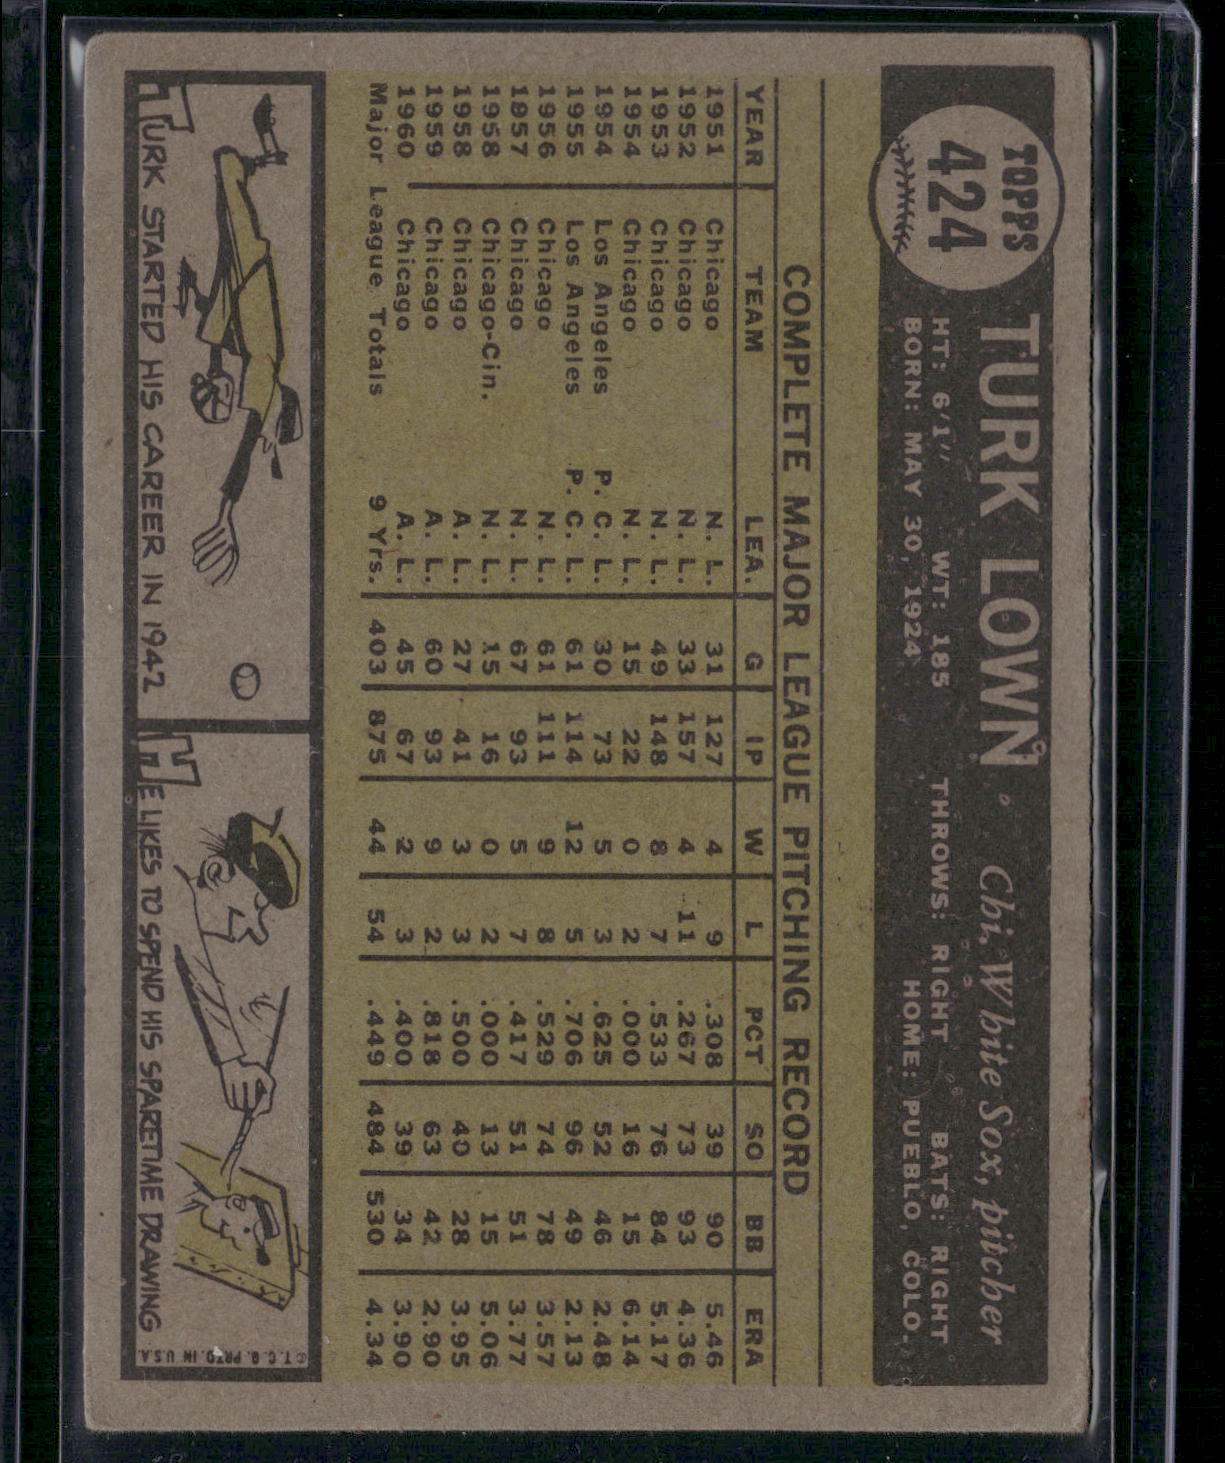 TOPPS
424
TURK LOWN • Chi. White Sox, pitcher
HT: 6'1" WT: 185 THROWS: RIGHT BATS: RIGHT
BORN: MAY 30, 1924 HOME: PUEBLO, COLO.
COMPLETE MAJOR LEAGUE PITCHING RECORD
YEAR TEAM LEA. G IP W L PCT SO BB ERA
1951 Chicago N. L. 31 127 4 9 .308 39 90 5.46
1952 Chicago N. L. 33 157 4 11 .267 73 93 4.36
1953 Chicago N. L. 49 148 8 7 .533 76 84 5.17
1954 Chicago N. L. 15 22 0 2 .000 16 15 6.14
1954 Los Angeles P. C. L. 30 73 5 3 .625 52 46 2.48
1955 Los Angeles P. C. L. 61 114 12 5 .706 96 49 2.13
1956 Chicago N. L. 61 111 9 8 .529 74 78 3.57
1857 Chicago N. L. 67 93 5 7 .417 51 51 3.77
1958 Chicago-Cin. N. L. 15 16 0 2 .000 13 15 5.06
1958 Chicago A. L. 27 41 3 3 .500 40 28 3.95
1959 Chicago A. L. 60 93 9 2 .818 63 42 2.90
1960 Chicago A. L. 45 67 2 3 .400 39 34 3.90
Major League Totals 9 Yrs. 403 875 44 54 .449 484 530 4.34
TURK STARTED HIS CAREER IN 1942
HE LIKES TO SPEND HIS SPARETIME DRAWING
©T.C.G. PRTD. IN U.S.A.